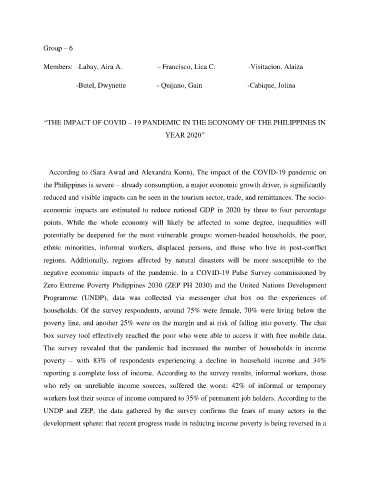 Group – 6
Members: -Labay, Aira A. – Francisco, Lica C. -Visitacion, Alaiza
-Butel, Dwynette - Quijano, Gain -Cabique, Jolina
“THE IMPACT OF COVID – 19 PANDEMIC IN THE ECONOMY OF THE PHILIPPINES IN
YEAR 2020”
According to (Sara Awad and Alexandra Konn), The impact of the COVID-19 pandemic on
the Philippines is severe – already consumption, a major economic growth driver, is significantly
reduced and visible impacts can be seen in the tourism sector, trade, and remittances. The socio-
economic impacts are estimated to reduce national GDP in 2020 by three to four percentage
points. While the whole economy will likely be affected to some degree, inequalities will
potentially be deepened for the most vulnerable groups: women-headed households, the poor,
ethnic minorities, informal workers, displaced persons, and those who live in post-conflict
regions. Additionally, regions affected by natural disasters will be more susceptible to the
negative economic impacts of the pandemic. In a COVID-19 Pulse Survey commissioned by
Zero Extreme Poverty Philippines 2030 (ZEP PH 2030) and the United Nations Development
Programme (UNDP), data was collected via messenger chat box on the experiences of
households. Of the survey respondents, around 75% were female, 70% were living below the
poverty line, and another 25% were on the margin and at risk of falling into poverty. The chat
box survey tool effectively reached the poor who were able to access it with free mobile data.
The survey revealed that the pandemic had increased the number of households in income
poverty – with 83% of respondents experiencing a decline in household income and 34%
reporting a complete loss of income. According to the survey results, informal workers, those
who rely on unreliable income sources, suffered the worst; 42% of informal or temporary
workers lost their source of income compared to 35% of permanent job holders. According to the
UNDP and ZEP, the data gathered by the survey confirms the fears of many actors in the
development sphere: that recent progress made in reducing income poverty is being reversed in a